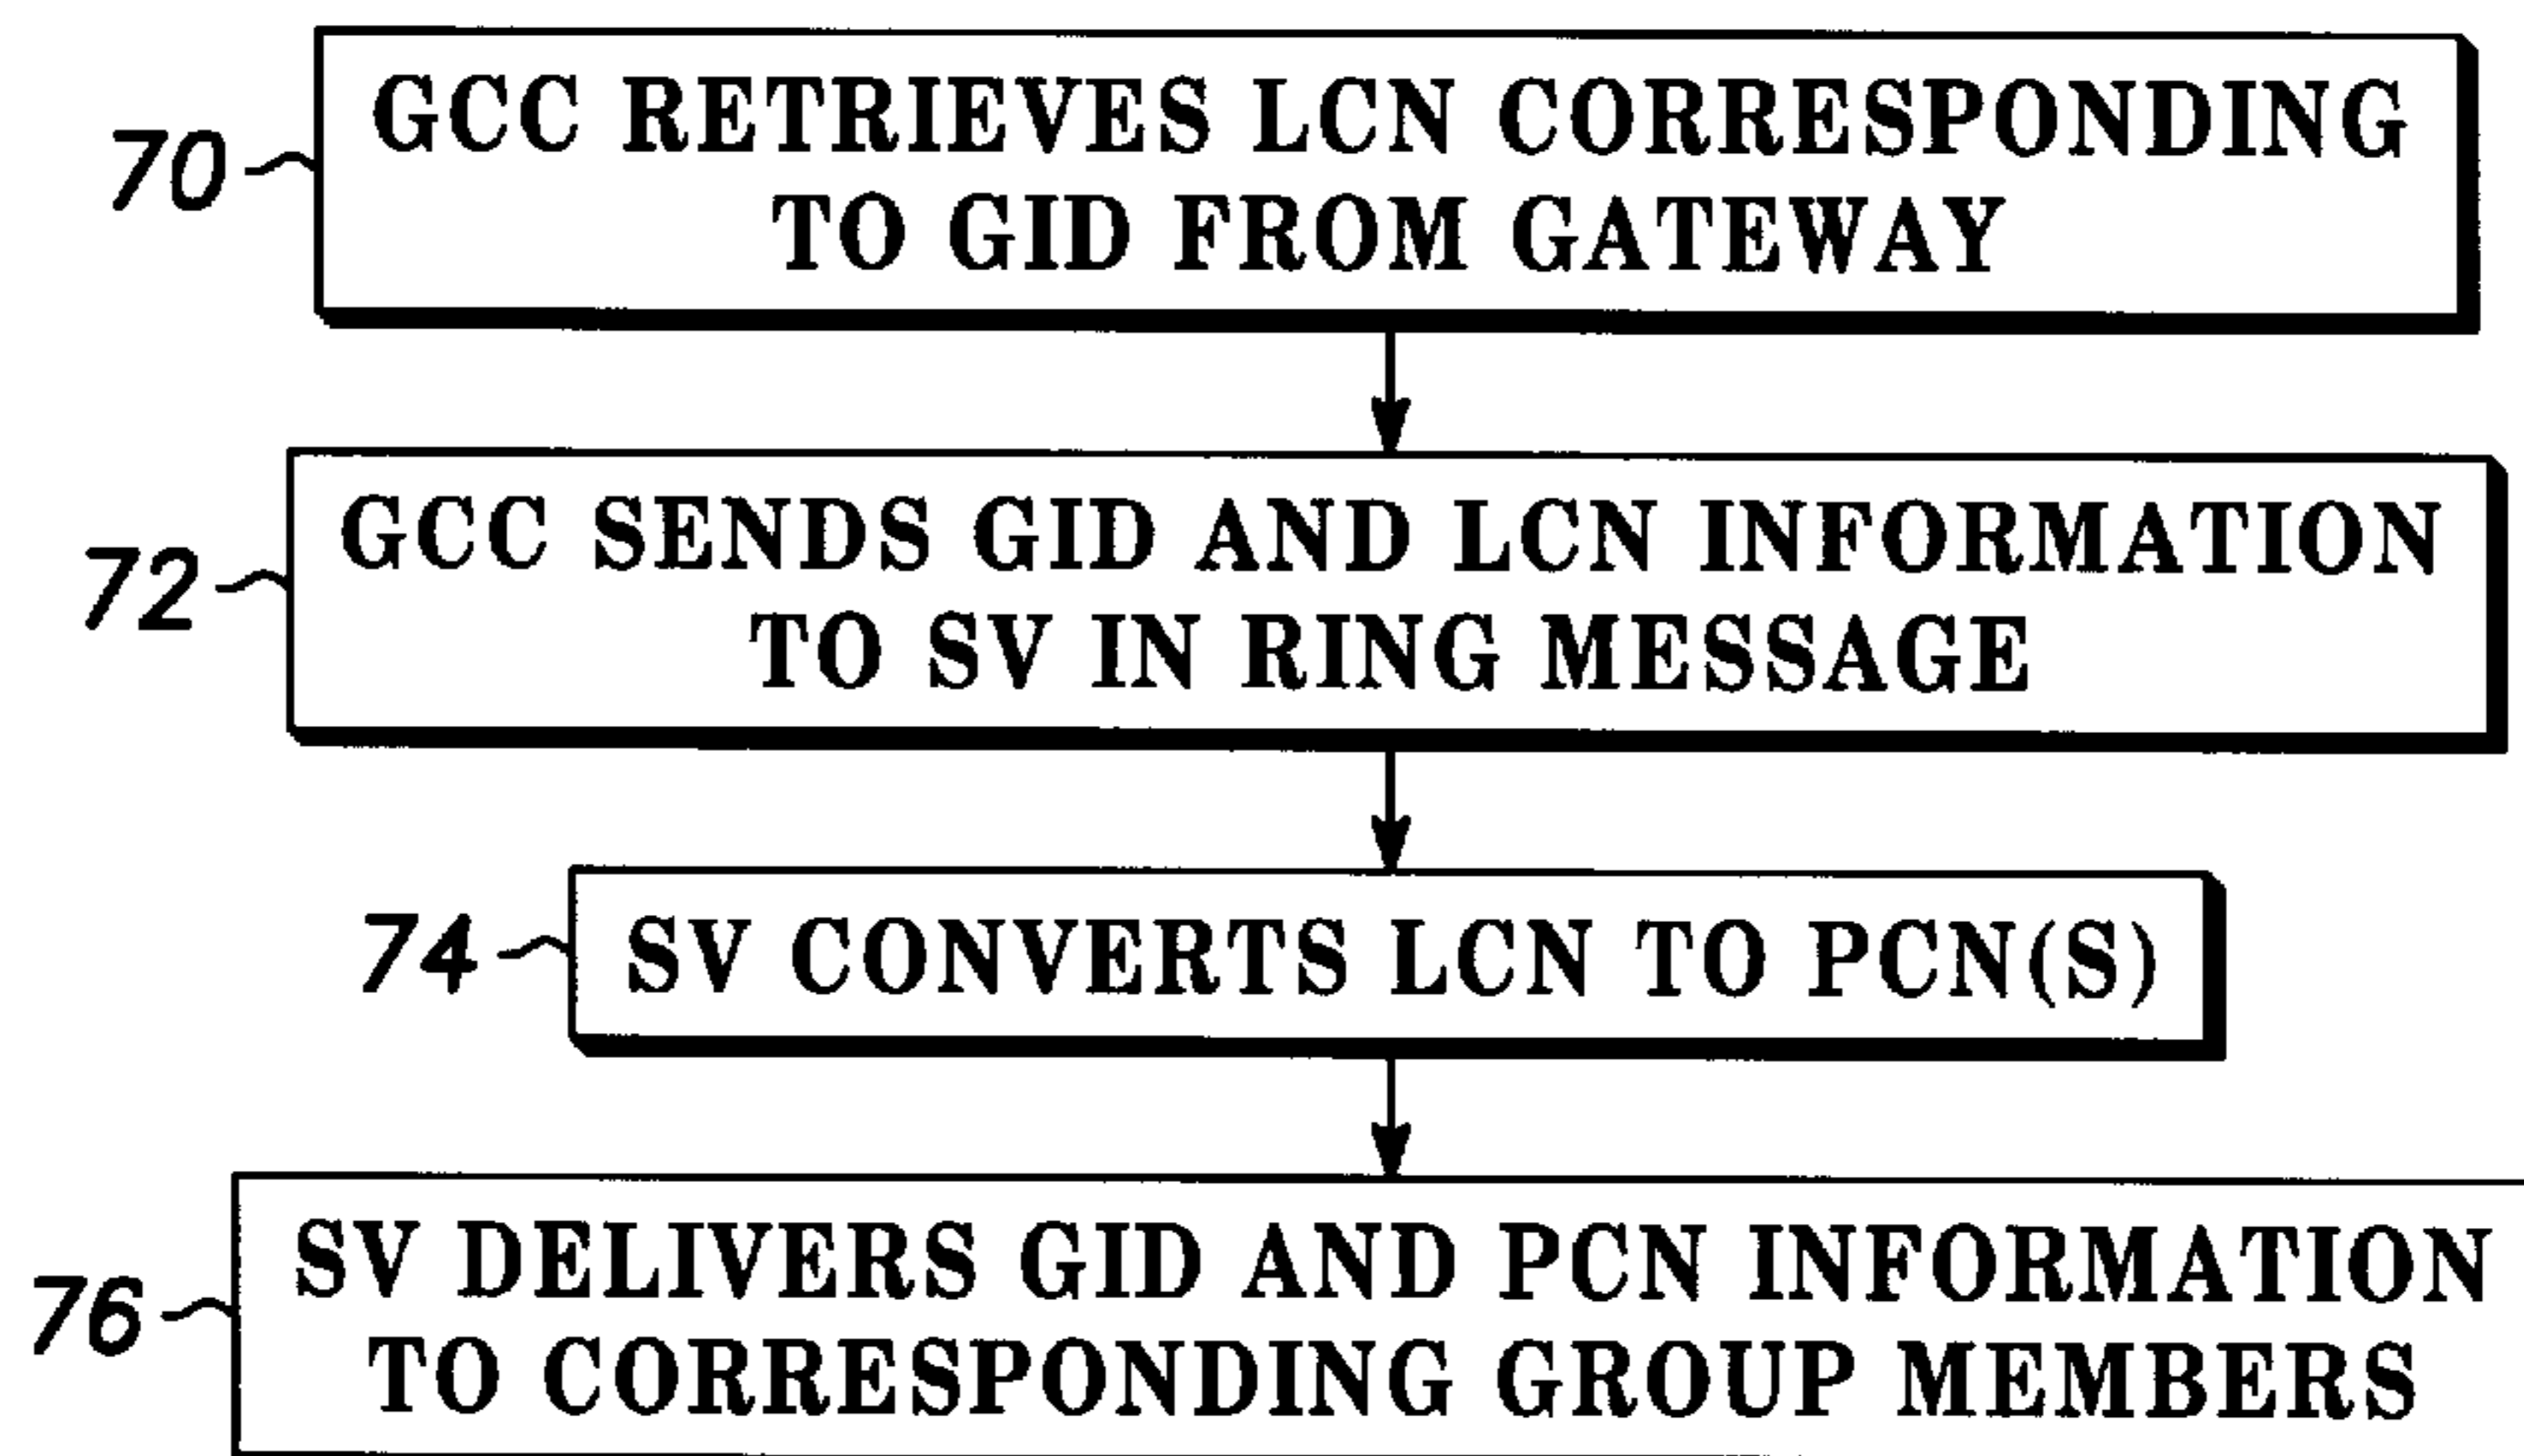 70
GCC RETRIEVES LCN CORRESPONDING
TO GID FROM GATEWAY
72
GCC SENDS GID AND LCN INFORMATION
TO SV IN RING MESSAGE
74
SV CONVERTS LCN TO PCN(S)
76
SV DELIVERS GID AND PCN INFORMATION
TO CORRESPONDING GROUP MEMBERS